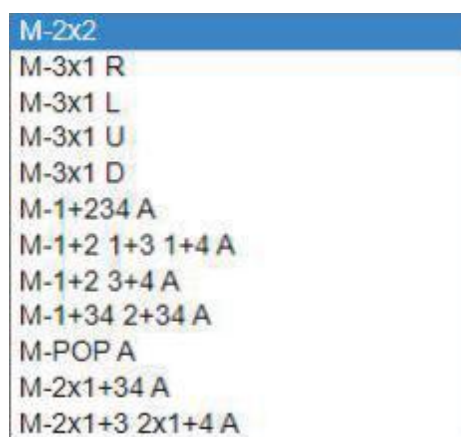 M-2x2
M-3x1 R
M-3x1 L
M-3x1 U
M-3x1 D
M-1+234 A
M-1+2 1+3 1+4 A
M-1+2 3+4 A
M-1+34 2+34 A
M-POP A
M-2x1+34 A
M-2x1+3 2x1+4 A